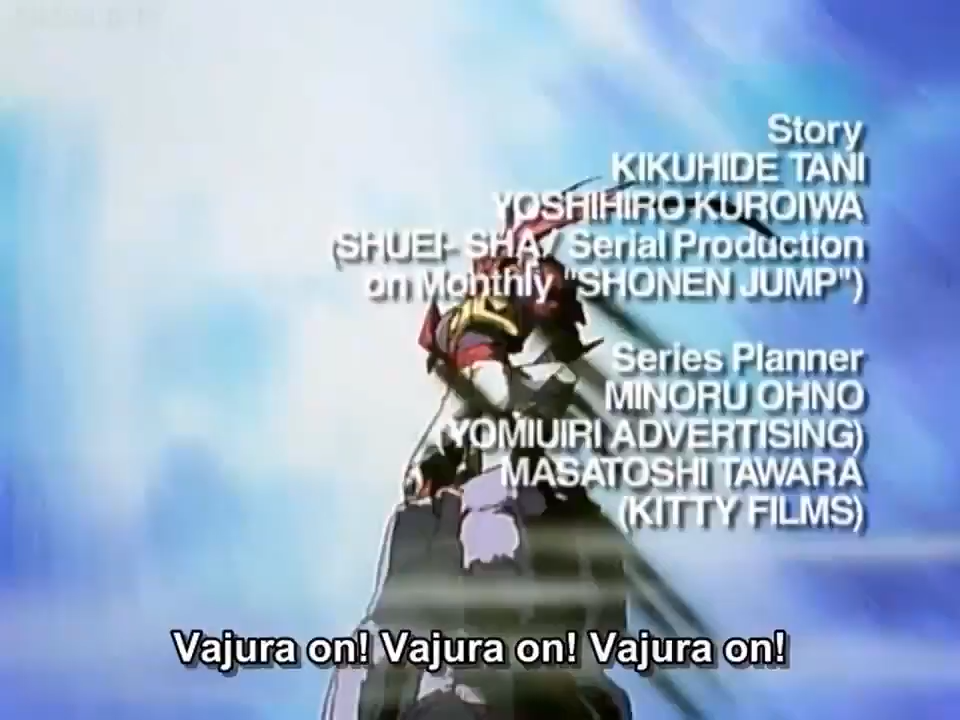 Story
KIKUHIDE TANI
YOSHIHIRO KUROIWA
(SHUEI- SHA/ Serial Production
on Monthly "SHONEN JUMP")
Series Planner
MINORU OHNO
(YOMIUIRI ADVERTISING)
MASATOSHI TAWARA
(KITTY FILMS)
Vajura on! Vajura on! Vajura on!